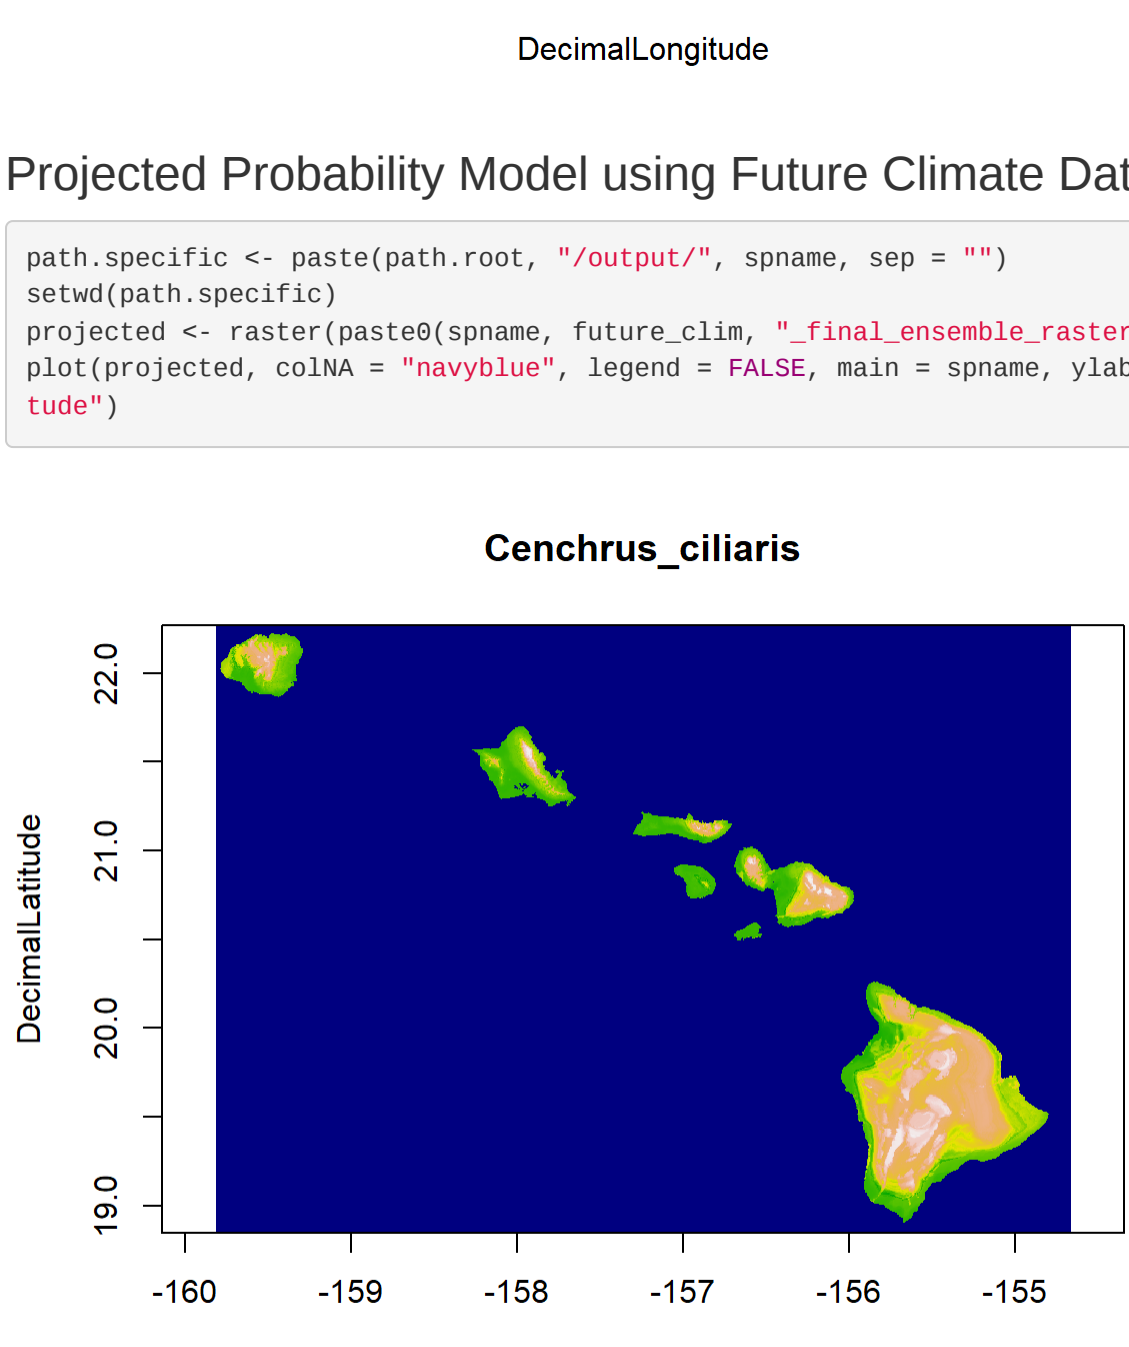 DecimalLongitude
Projected Probability Model using Future Climate Dat
path.specific <- paste(path.root, "/output/", spname, sep = "")
setwd(path.specific)
projected <- raster(paste0(spname, future_clim, "_final_ensemble_raster
plot(projected, colNA = "navyblue", legend = FALSE, main = spname, ylab
tude")
Cenchrus_ciliaris
22.0
21.0
20.0
19.0
DecimalLatitude
-160 -159 -158 -157 -156 -155